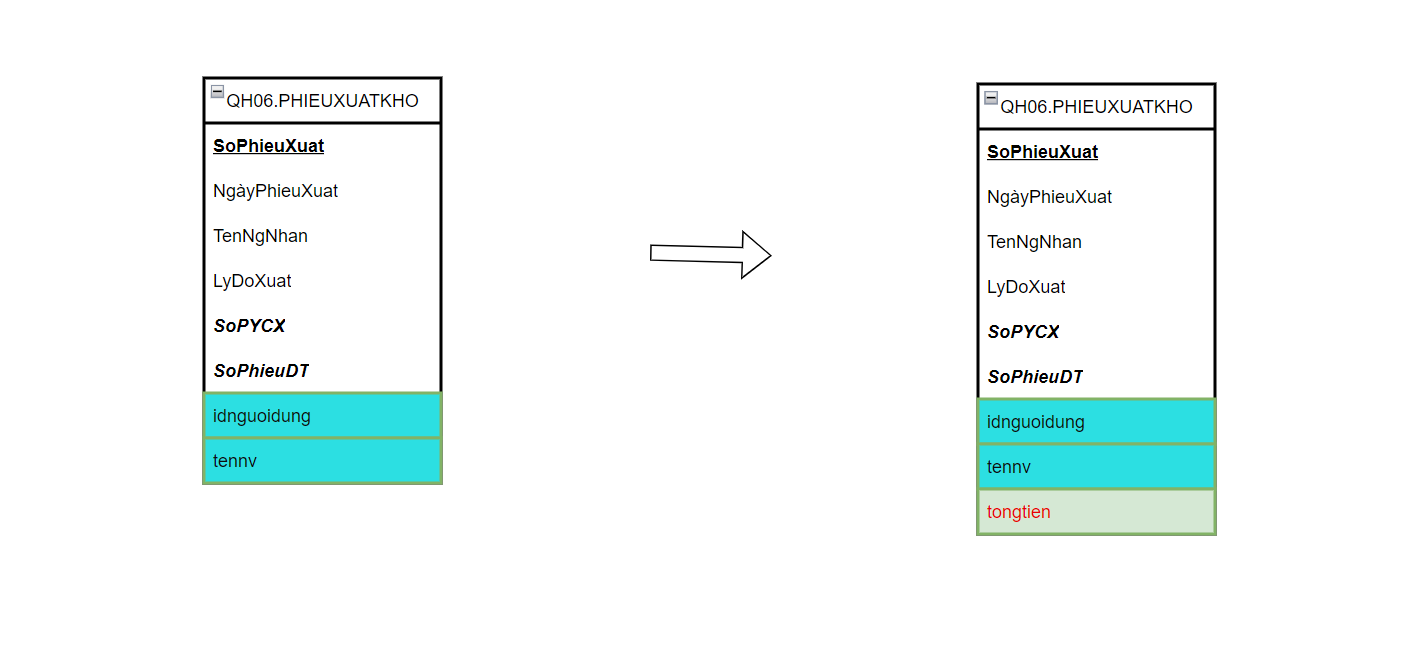 QH06.PHIEUXUATKHO
SoPhieuXuat
NgàyPhieuXuat
TenNgNhan
LyDoXuat
SoPYCX
SoPhieuDT
idnguoidung
tennv
QH06.PHIEUXUATKHO
SoPhieuXuat
NgàyPhieuXuat
TenNgNhan
LyDoXuat
SoPYCX
SoPhieuDT
idnguoidung
tennv
tongtien